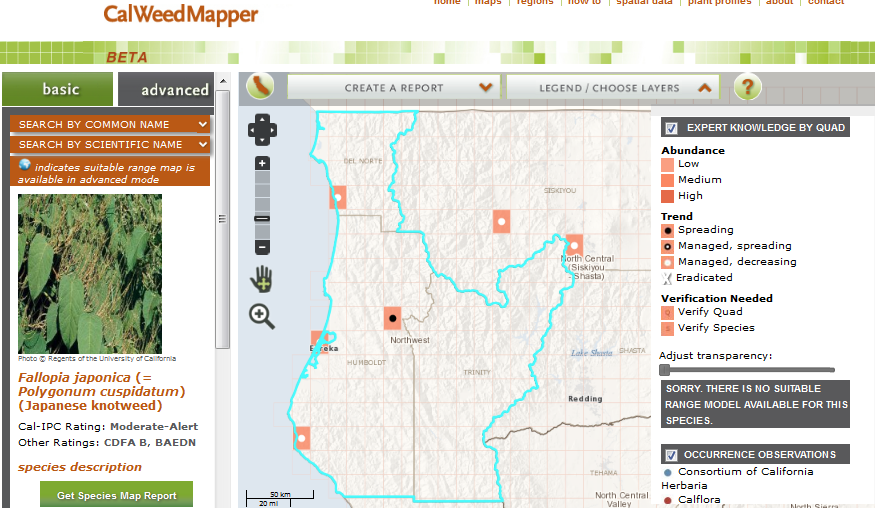 CalWeedMapper
home | maps | regions | how to | spatial data | plant profiles | about | contact
BETA
basic
advanced
SEARCH BY COMMON NAME
SEARCH BY SCIENTIFIC NAME
indicates suitable range map is
available in advanced mode
Photo © Regents of the University of California
Fallopia japonica (=
Polygonum cuspidatum)
(Japanese knotweed)
Cal-IPC Rating: Moderate-Alert
Other Ratings: CDFA B, BAEDN
species description
Get Species Map Report
CREATE A REPORT
LEGEND / CHOOSE LAYERS
?
DEL NORTE
SISKIYOU
North Central
Siskiyou
(Shasta)
Northwest
Eureka
HUMBOLDT
TRINITY
Lake Shasta
SHASTA
Redding
TEHAMA
North Central
Valley
North Sierra
50 km
20 mi
EXPERT KNOWLEDGE BY QUAD
Abundance
Low
Medium
High
Trend
Spreading
Managed, spreading
Managed, decreasing
Eradicated
Verification Needed
Verify Quad
Verify Species
Adjust transparency:
SORRY. THERE IS NO SUITABLE
RANGE MODEL AVAILABLE FOR THIS
SPECIES.
OCCURRENCE OBSERVATIONS
Consortium of California
Herbaria
Calflora